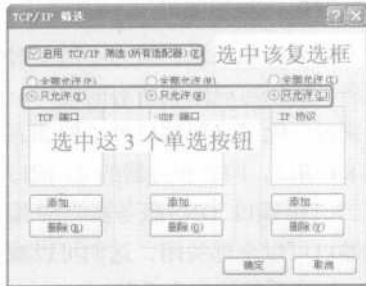 TCP/IP 筛选
启用 TCP/IP 筛选(所有适配器)(E) 选中该复选框
全部允许(P) 全部允许(M) 全部允许(L)
只允许(T) 只允许(B) 只允许(L)
TCP 端口 UDP 端口 IP 协议
选中这 3 个单选按钮
添加... 添加... 添加...
删除(R) 删除(O) 删除(V)
确定 取消